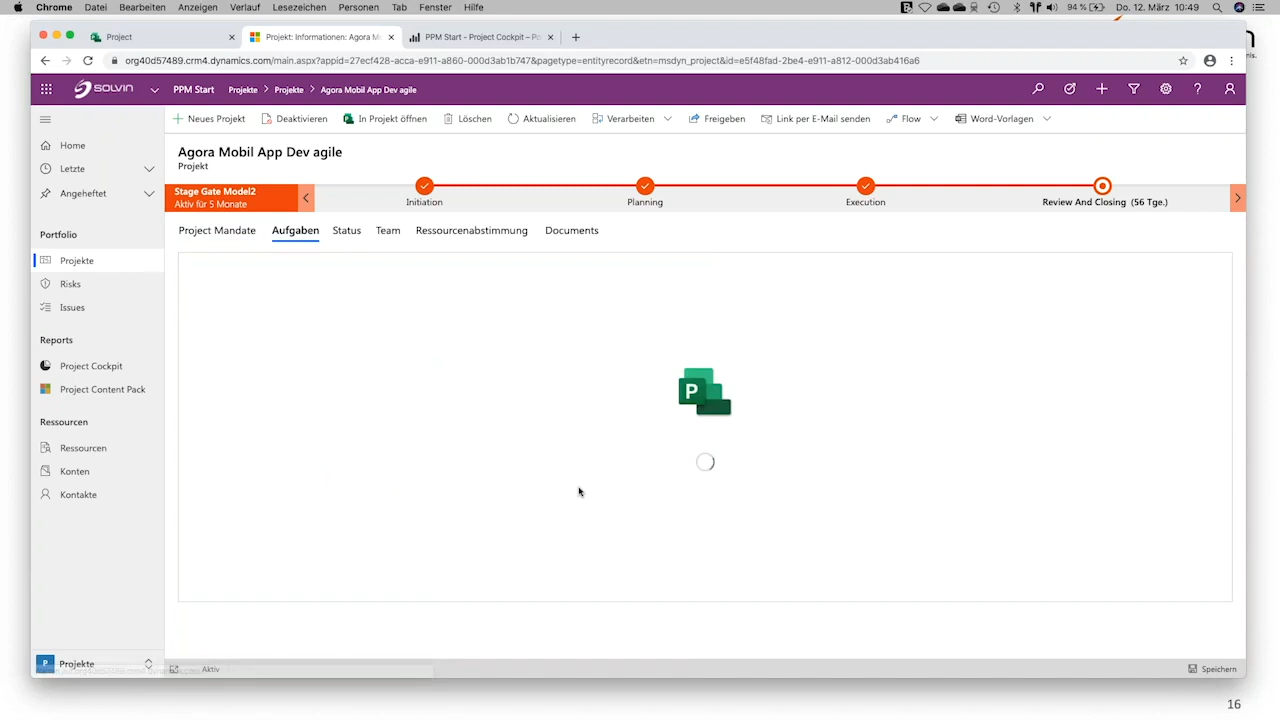 Chrome Datei Bearbeiten Anzeigen Verlauf Lesezeichen Personen Tab Fenster Hilfe 94 % Do. 12. März 10:49
Project Projekt: Informationen: Agora M PPM Start - Project Cockpit – Po
org40d57489.crm4.dynamics.com/main.aspx?appid=27ecf428-acca-e911-a860-000d3ab1b747&pagetype=entityrecord&etn=msdyn_project&id=e5f48fad-2be4-e911-a812-000d3ab416a6
SOLVIN PPM Start Projekte > Projekte > Agora Mobil App Dev agile
Neues Projekt Deaktivieren In Projekt öffnen Löschen Aktualisieren Verarbeiten Freigeben Link per E-Mail senden Flow Word-Vorlagen
Home
Letzte
Angeheftet
Portfolio
Projekte
Risks
Issues
Reports
Project Cockpit
Project Content Pack
Ressourcen
Ressourcen
Konten
Kontakte
P Projekte
Agora Mobil App Dev agile
Projekt
Stage Gate Model2
Aktiv für 5 Monate
Initiation Planning Execution Review And Closing (56 Tge.)
Project Mandate Aufgaben Status Team Ressourcenabstimmung Documents
P
Aktiv Speichern
16